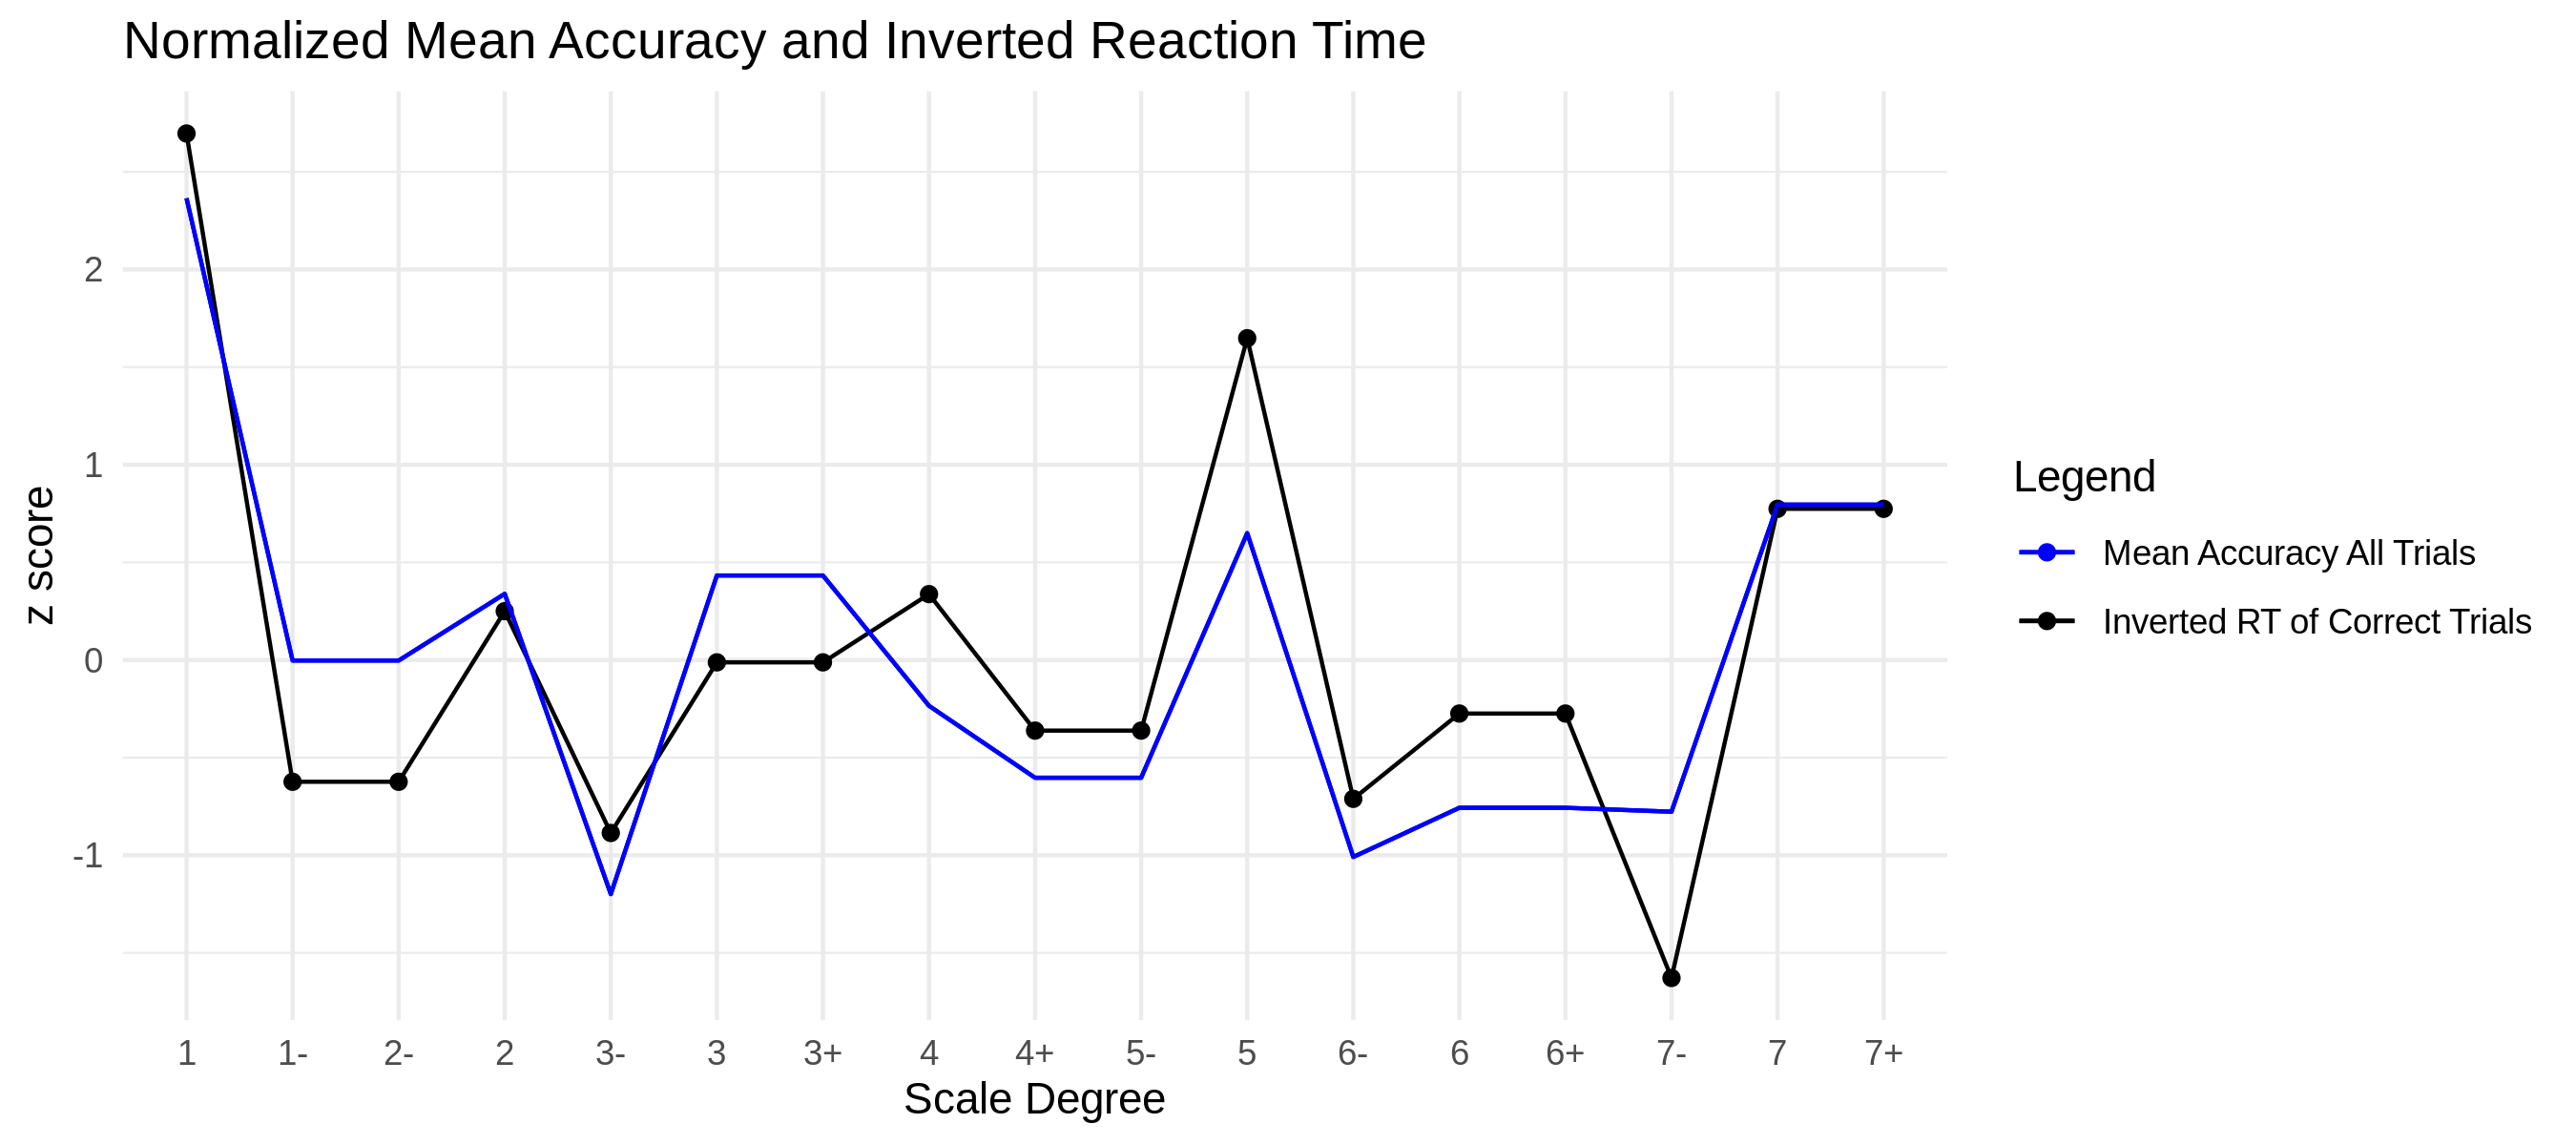 Normalized Mean Accuracy and Inverted Reaction Time
z score
2
1
0
-1
1 1- 2- 2 3- 3 3+ 4 4+ 5- 5 6- 6 6+ 7- 7 7+
Scale Degree
Legend
Mean Accuracy All Trials
Inverted RT of Correct Trials